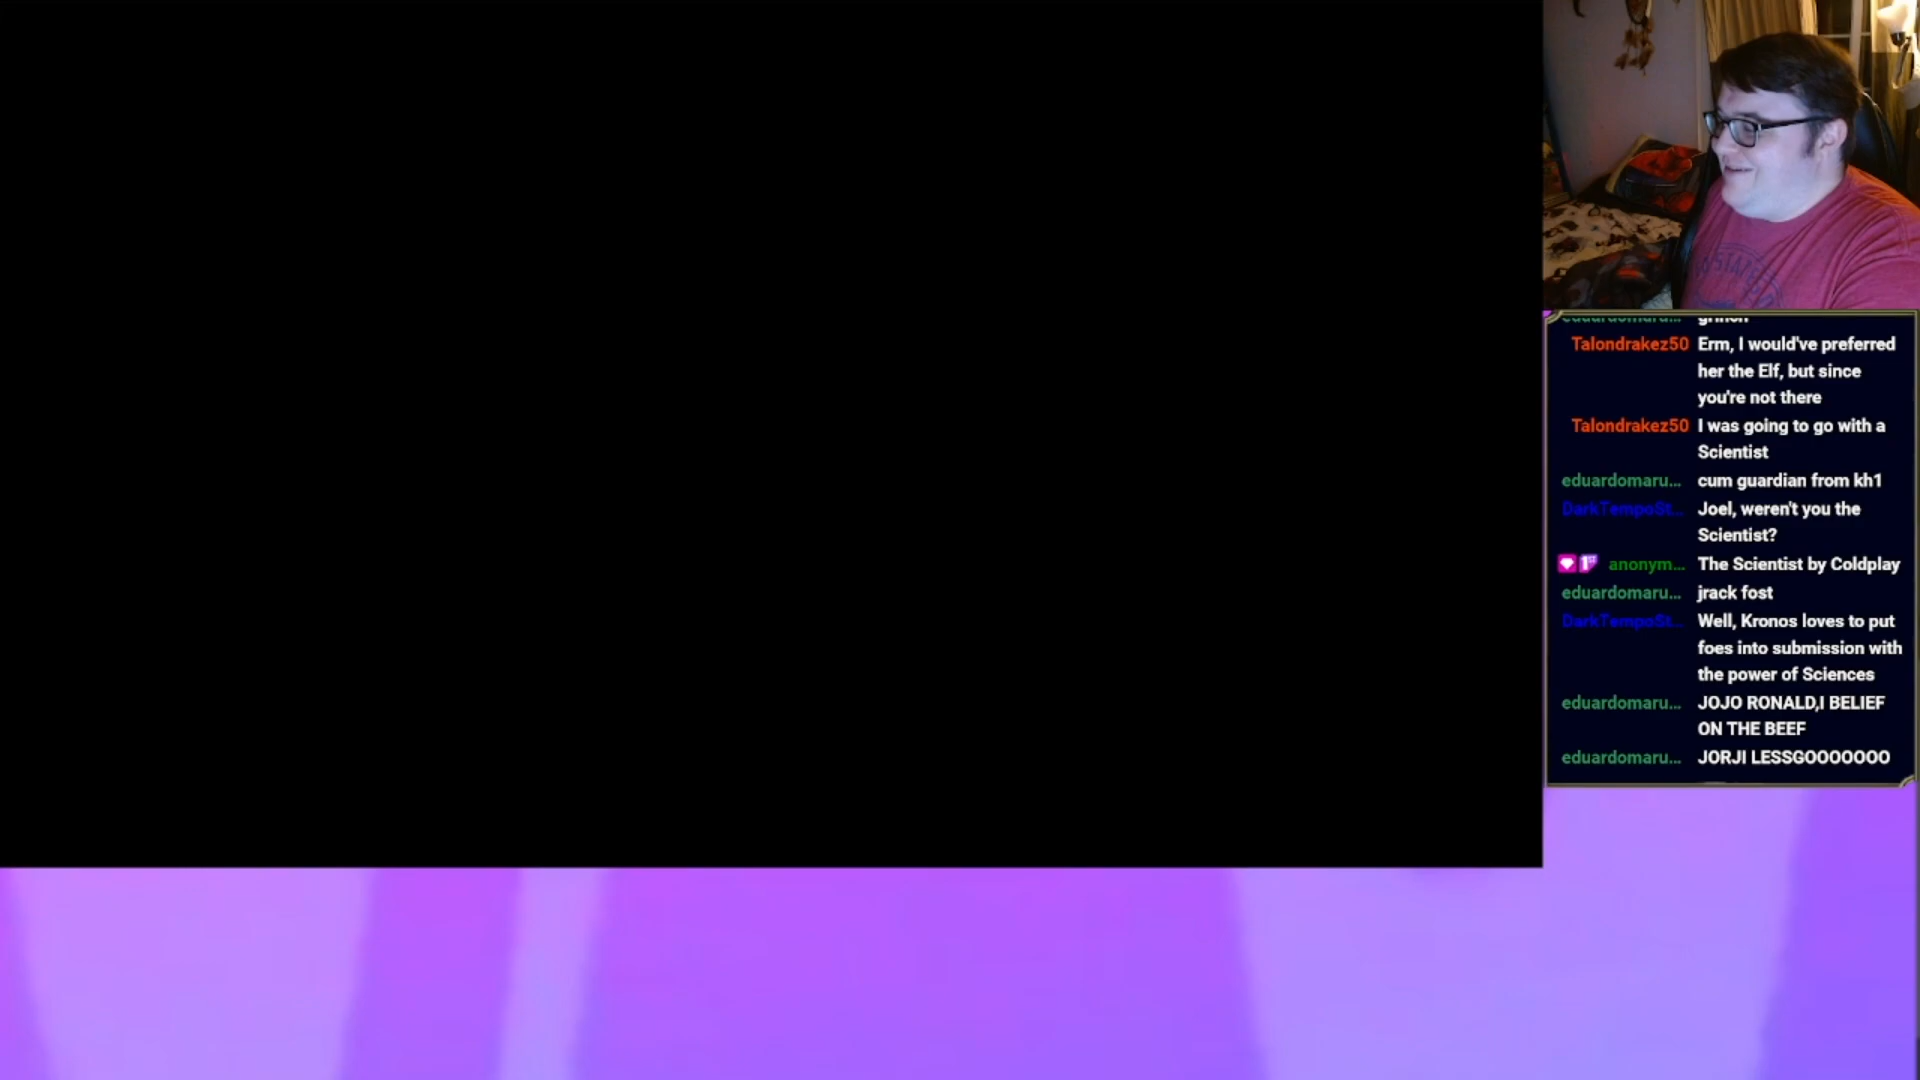 Talondrakez50 Erm, I would've preferred
her the Elf, but since
you're not there
Talondrakez50 I was going to go with a
Scientist
eduardomaru... cum guardian from kh1
DarkTempoSt... Joel, weren't you the
Scientist?
anonym... The Scientist by Coldplay
eduardomaru... jrack fost
DarkTempoSt... Well, Kronos loves to put
foes into submission with
the power of Sciences
eduardomaru... JOJO RONALD,I BELIEF
ON THE BEEF
eduardomaru... JORJI LESSGOOOOOOO